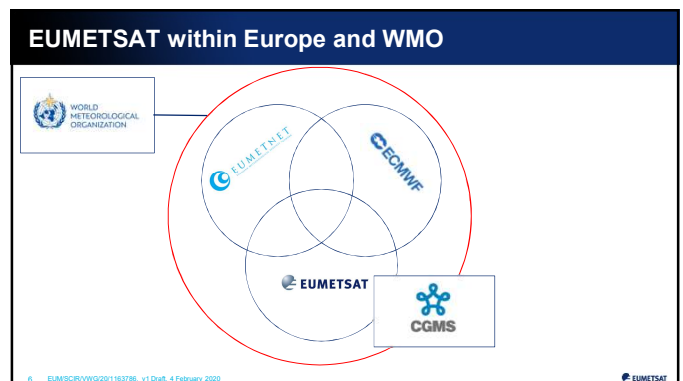 EUMETSAT within Europe and WMO
WORLD
METEOROLOGICAL
ORGANIZATION
EUMETNET
ECMWF
EUMETSAT
CGMS
6 EUM/SCIR/VWG/20/1163786, v1 Draft, 4 February 2020
EUMETSAT